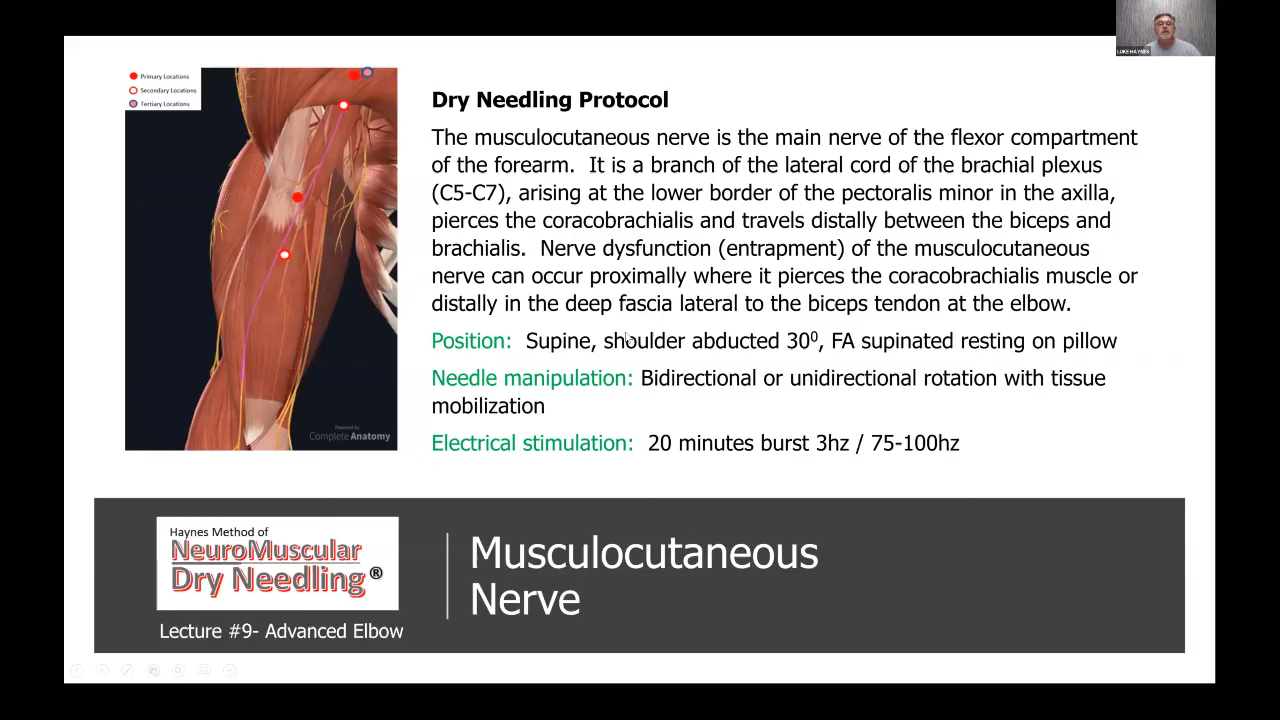 LUKE HAYNES
Primary Locations
Secondary Locations
Tertiary Locations
Powered by
Complete Anatomy
Dry Needling Protocol
The musculocutaneous nerve is the main nerve of the flexor compartment
of the forearm.  It is a branch of the lateral cord of the brachial plexus
(C5-C7), arising at the lower border of the pectoralis minor in the axilla,
pierces the coracobrachialis and travels distally between the biceps and
brachialis.  Nerve dysfunction (entrapment) of the musculocutaneous
nerve can occur proximally where it pierces the coracobrachialis muscle or
distally in the deep fascia lateral to the biceps tendon at the elbow.
Position:  Supine, shoulder abducted 30⁰, FA supinated resting on pillow
Needle manipulation: Bidirectional or unidirectional rotation with tissue
mobilization
Electrical stimulation:  20 minutes burst 3hz / 75-100hz
Haynes Method of
NeuroMuscular
Dry Needling®
Lecture #9- Advanced Elbow
Musculocutaneous
Nerve